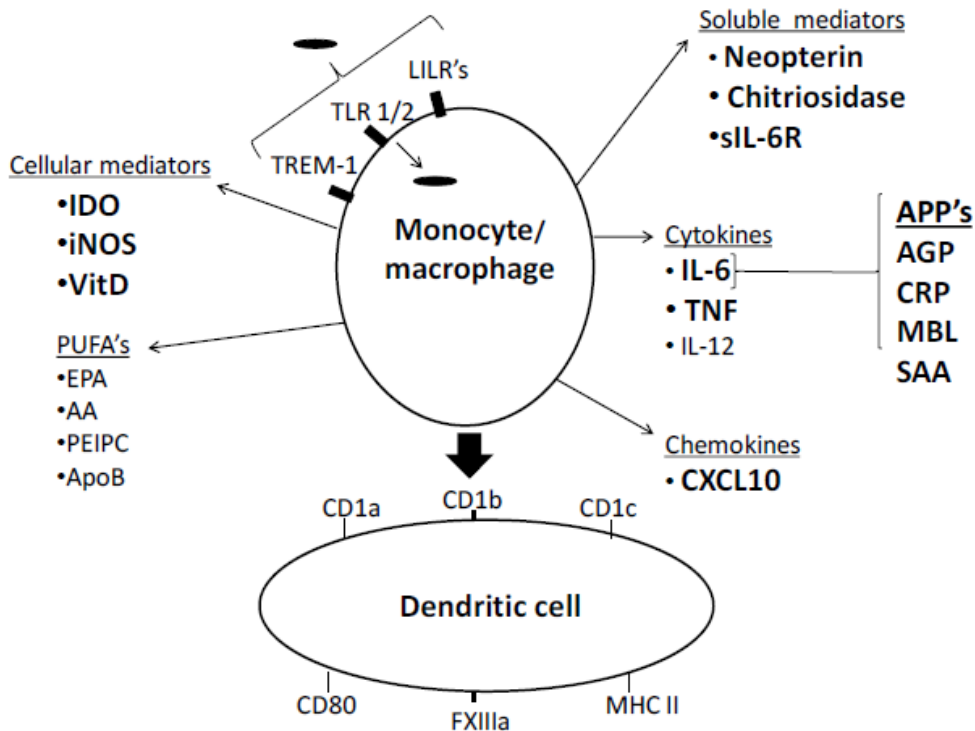 Soluble mediators
• Neopterin
• Chitriosidase
•sIL-6R
LILR's
TLR 1/2
TREM-1
Cellular mediators
•IDO
•iNOS
•VitD
Monocyte/
macrophage
Cytokines
• IL-6
• TNF
• IL-12
APP's
AGP
CRP
MBL
SAA
PUFA's
•EPA
•AA
•PEIPC
•ApoB
Chemokines
• CXCL10
CD1a
CD1b
CD1c
Dendritic cell
CD80
FXIIIa
MHC II